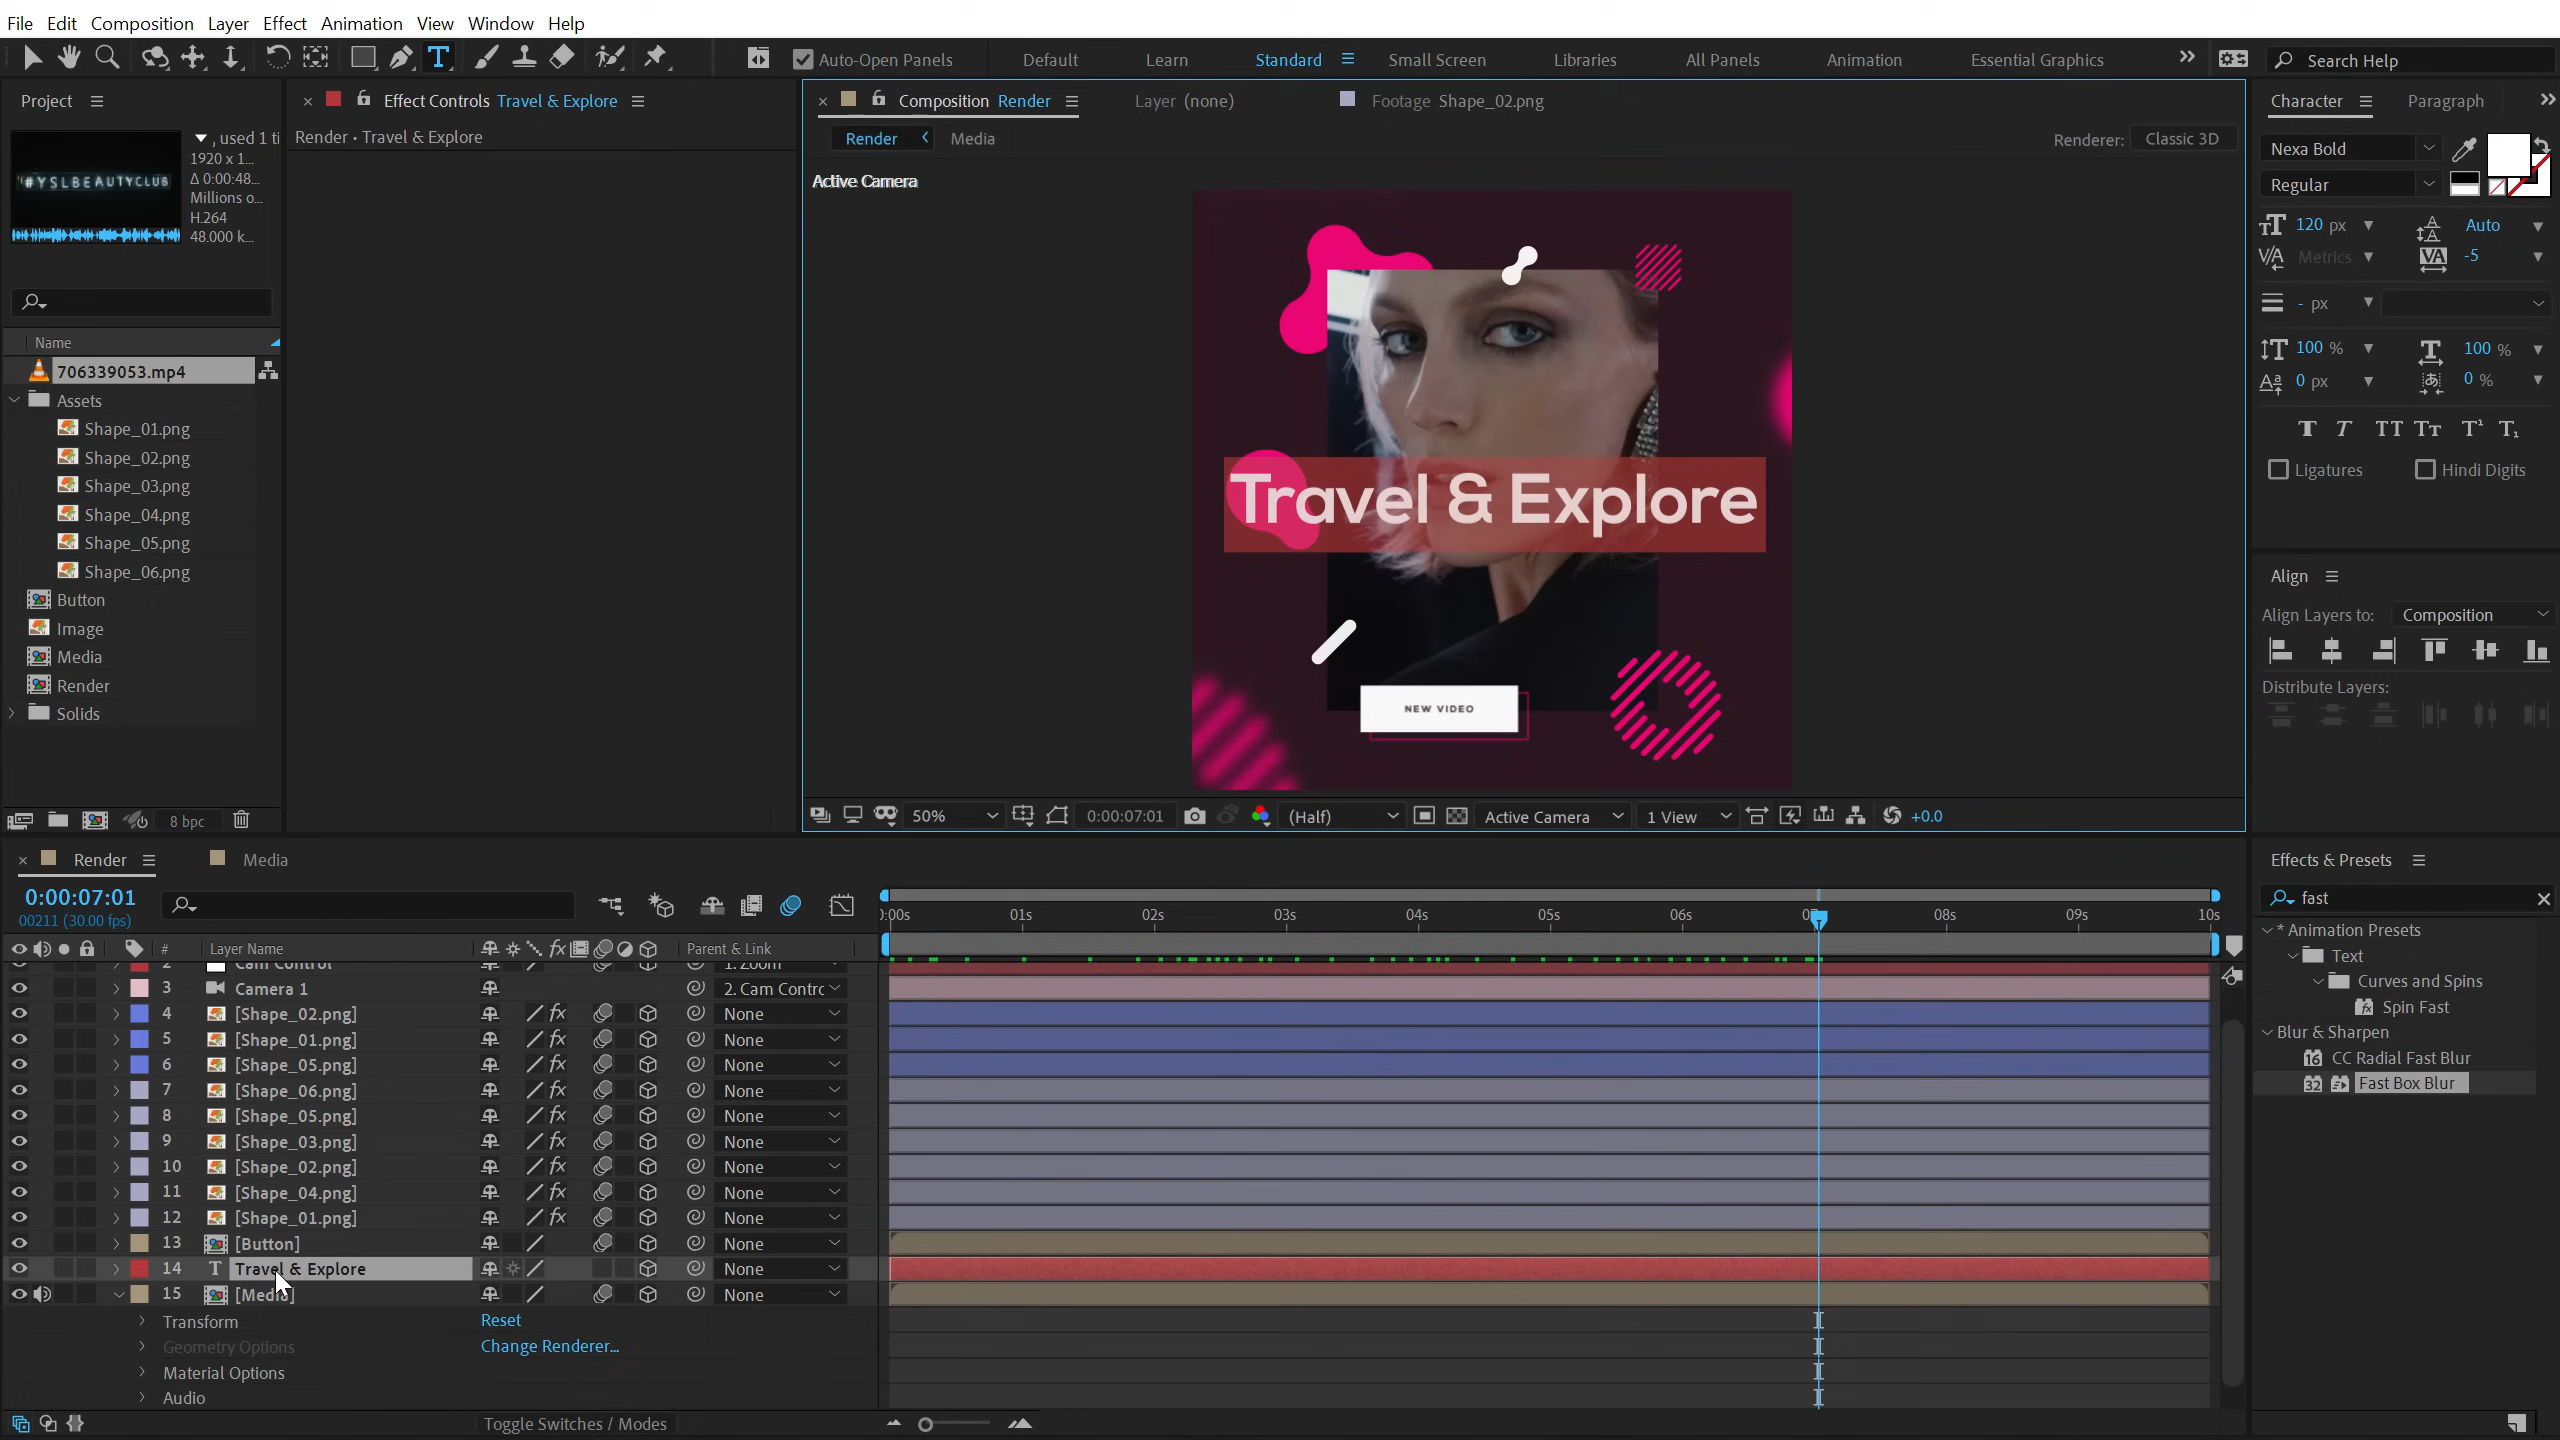 File Edit Composition Layer Effect Animation View Window Help
Auto-Open Panels Default Learn Standard Small Screen Libraries All Panels Animation Essential Graphics Search Help
Project
, used 1 ti
1920 x 1...
Δ 0:00:48...
Millions o...
H.264
48.000 k...
#YSLBEAUTYCLUB
Name
706339053.mp4
Assets
Shape_01.png
Shape_02.png
Shape_03.png
Shape_04.png
Shape_05.png
Shape_06.png
Button
Image
Media
Render
Solids
8 bpc
Effect Controls Travel & Explore
Render • Travel & Explore
Composition Render Layer (none) Footage Shape_02.png
Render Media Renderer: Classic 3D
Active Camera
Travel & Explore
NEW VIDEO
50% 0:00:07:01 (Half) Active Camera 1 View +0.0
Character Paragraph
Nexa Bold
Regular
120 px Auto
Metrics -5
- px
100 % 100 %
0 px 0 %
Ligatures Hindi Digits
Align
Align Layers to: Composition
Distribute Layers:
Render Media
0:00:07:01
00211 (30.00 fps)
:00s 01s 02s 03s 04s 05s 06s 07 08s 09s 10s
# Layer Name Parent & Link
2 Cam Control 1. Zoom
3 Camera 1 2. Cam Contrc
4 [Shape_02.png] None
5 [Shape_01.png] None
6 [Shape_05.png] None
7 [Shape_06.png] None
8 [Shape_05.png] None
9 [Shape_03.png] None
10 [Shape_02.png] None
11 [Shape_04.png] None
12 [Shape_01.png] None
13 [Button] None
14 Travel & Explore None
15 [Media] None
Transform Reset
Geometry Options Change Renderer...
Material Options
Audio
Toggle Switches / Modes
Effects & Presets
fast
* Animation Presets
Text
Curves and Spins
Spin Fast
Blur & Sharpen
CC Radial Fast Blur
Fast Box Blur